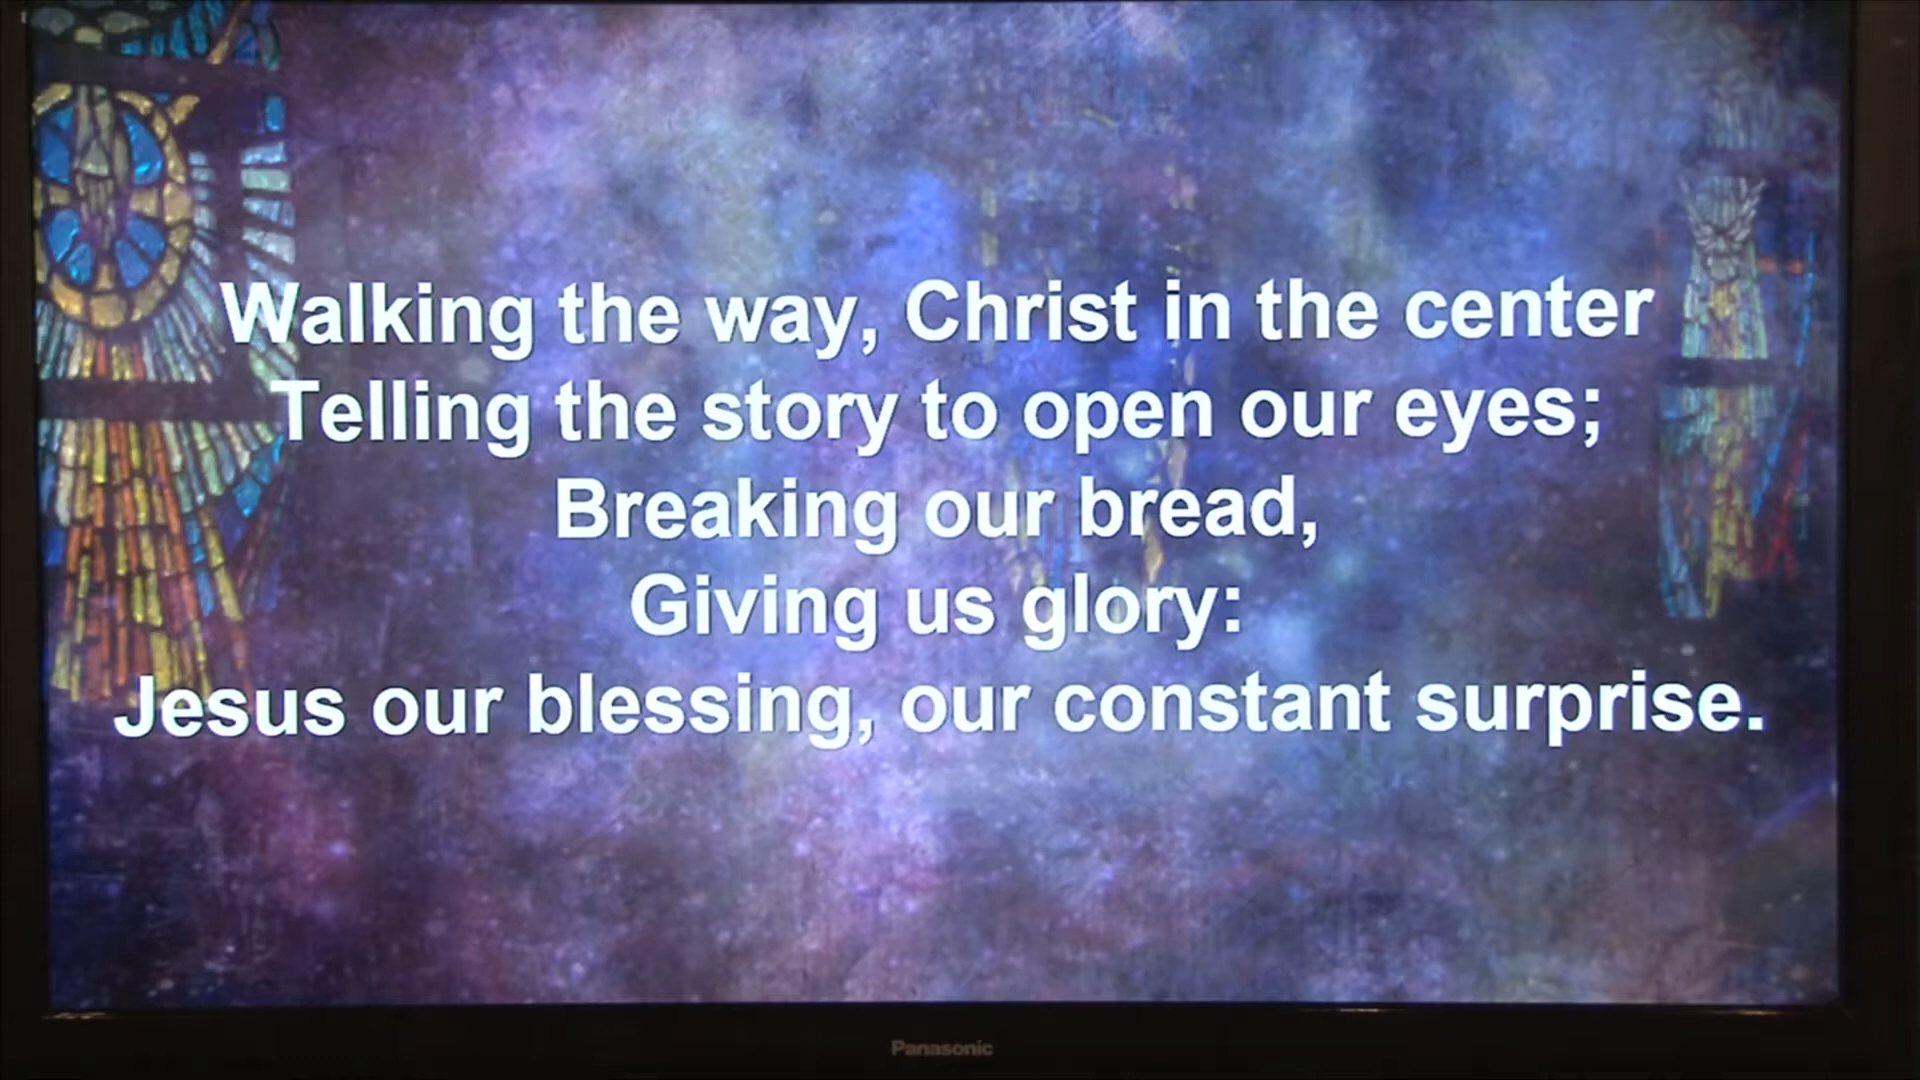 Walking the way, Christ in the center
Telling the story to open our eyes;
Breaking our bread,
Giving us glory:
Jesus our blessing, our constant surprise.
Panasonic